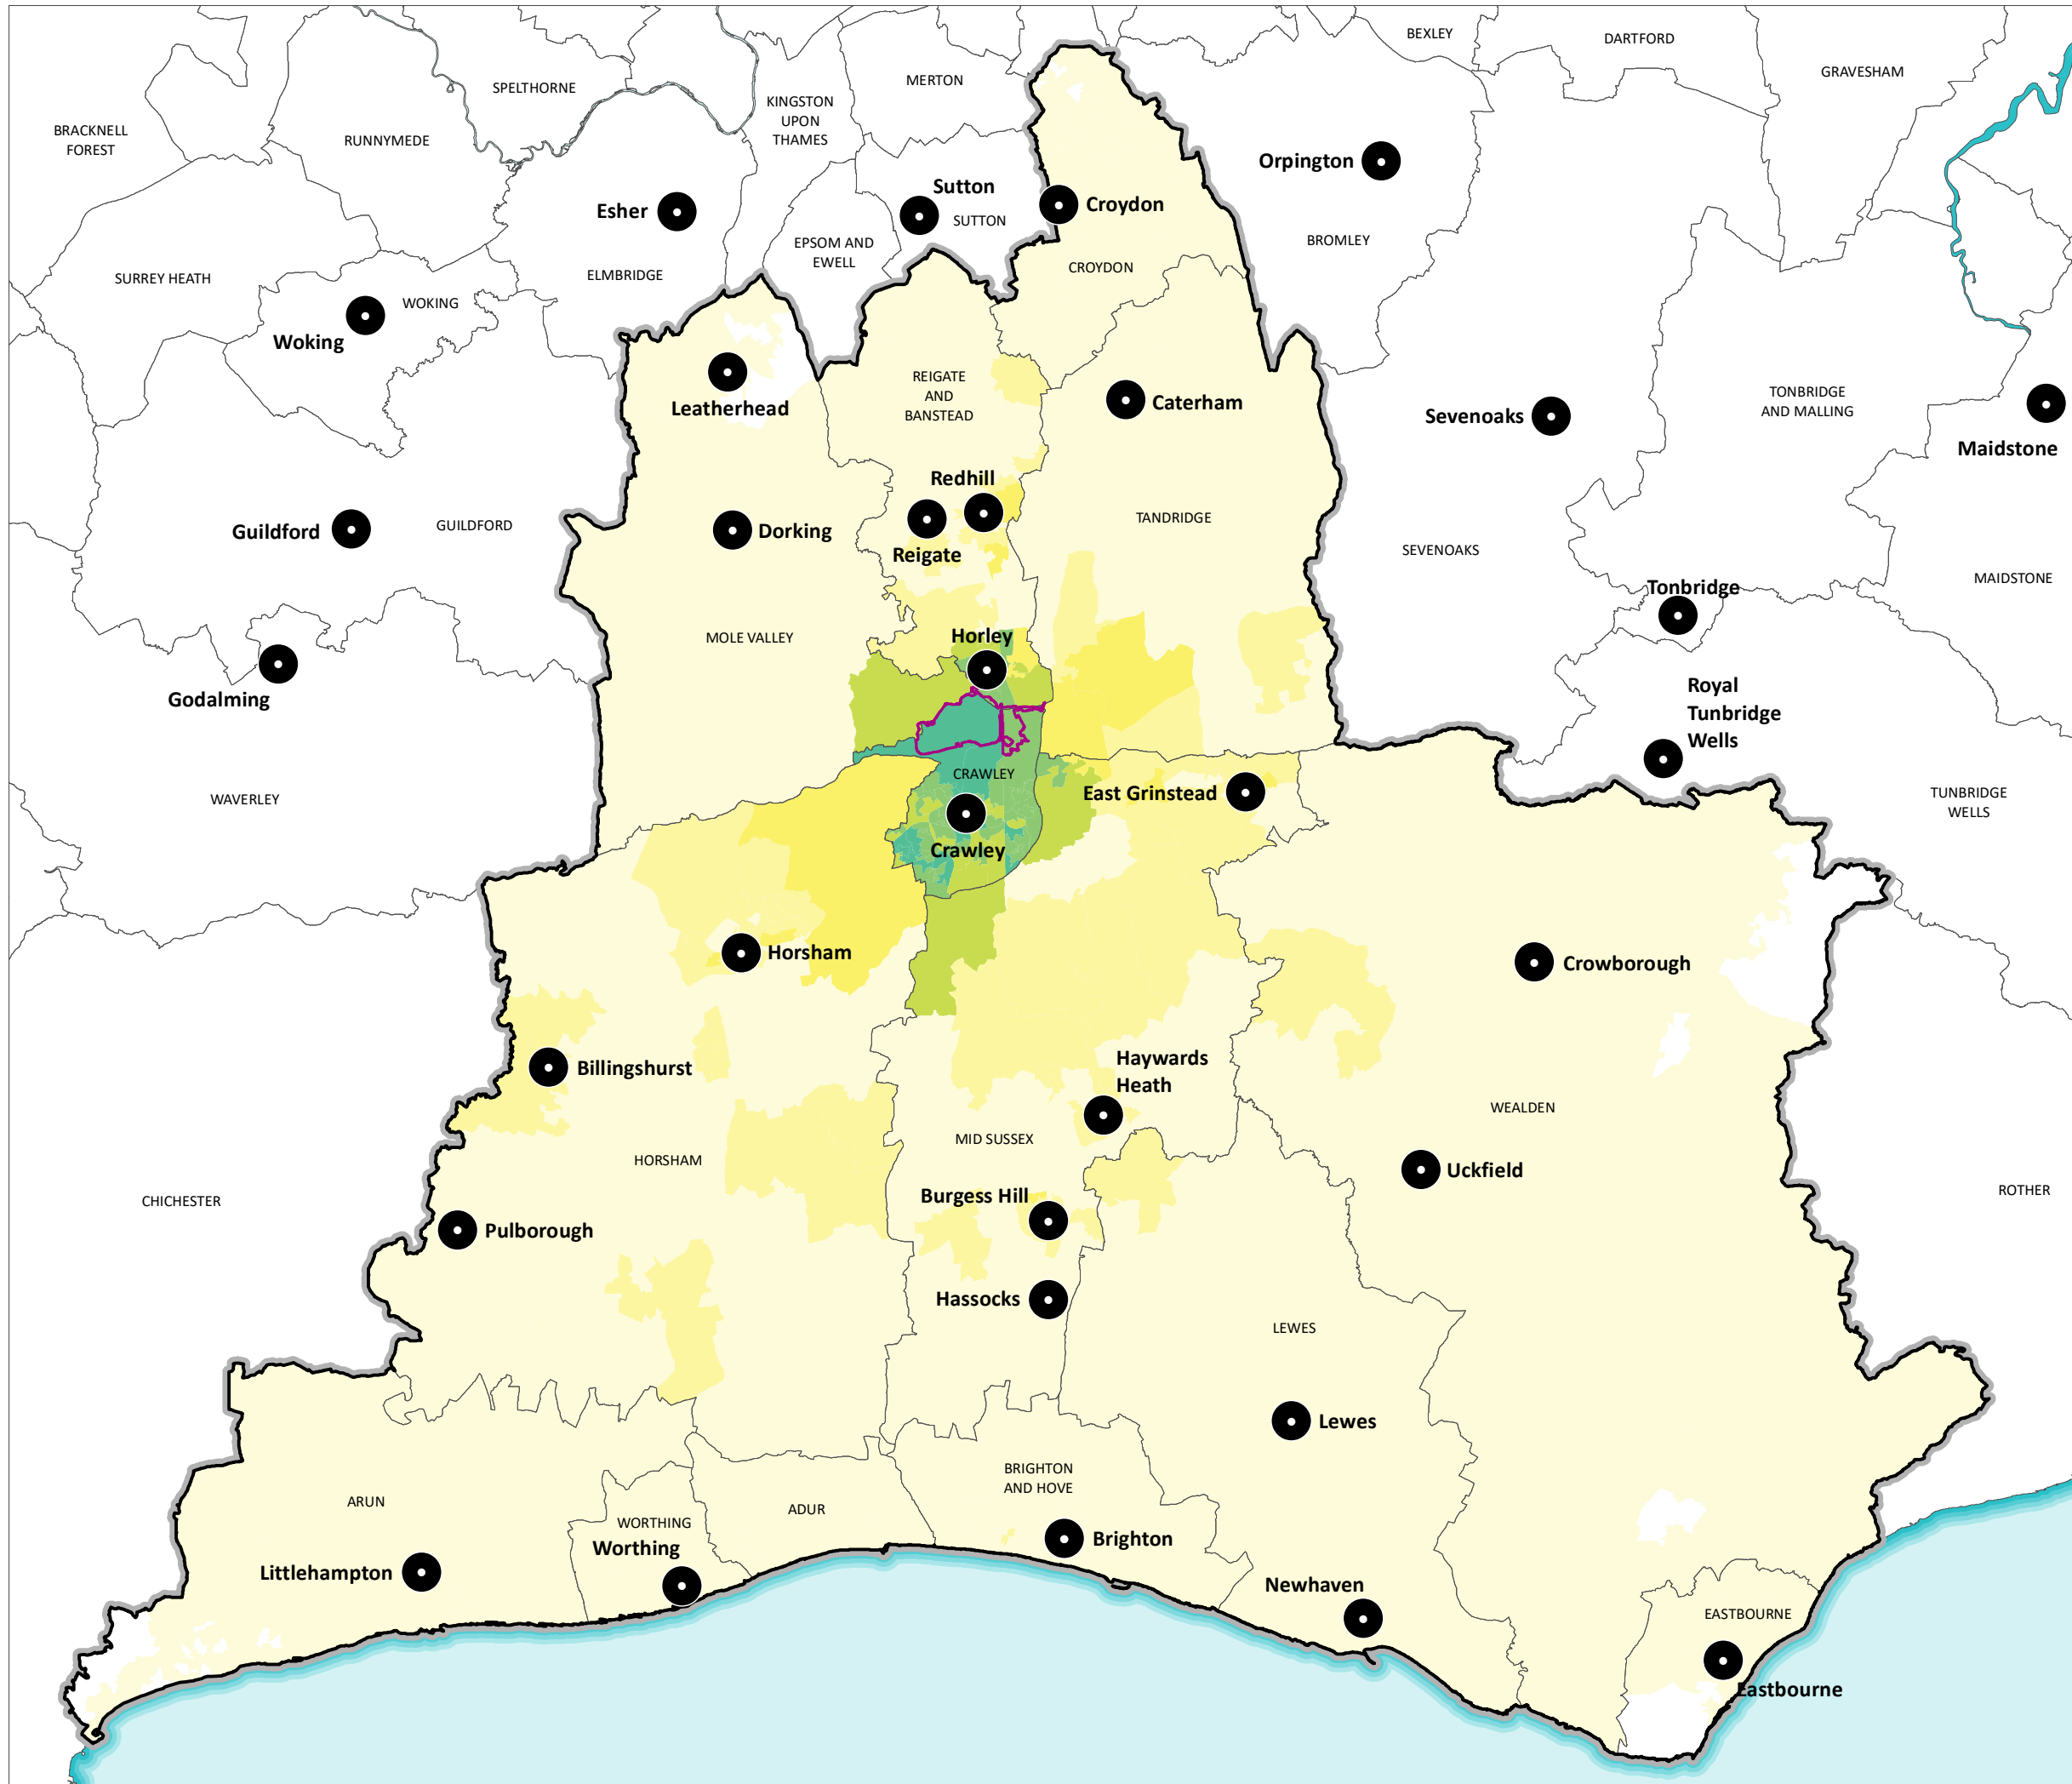 BEXLEY
DARTFORD
GRAVESHAM
SPELTHORNE
MERTON
KINGSTON
UPON
THAMES
BRACKNELL
FOREST
RUNNYMEDE
Orpington
Sutton
SUTTON
Esher
Croydon
BROMLEY
EPSOM AND
EWELL
CROYDON
ELMBRIDGE
SURREY HEATH
WOKING
Woking
REIGATE
AND
BANSTEAD
TONBRIDGE
AND MALLING
Leatherhead
Caterham
Sevenoaks
Maidstone
Redhill
Guildford
GUILDFORD
Dorking
TANDRIDGE
Reigate
SEVENOAKS
MAIDSTONE
Tonbridge
MOLE VALLEY
Horley
Godalming
Royal
Tunbridge
Wells
CRAWLEY
WAVERLEY
East Grinstead
TUNBRIDGE
WELLS
Crawley
Horsham
Crowborough
Billingshurst
Haywards
Heath
WEALDEN
MID SUSSEX
HORSHAM
Uckfield
CHICHESTER
ROTHER
Burgess Hill
Pulborough
Hassocks
LEWES
Lewes
BRIGHTON
AND HOVE
ARUN
ADUR
WORTHING
Worthing
Brighton
Littlehampton
Newhaven
EASTBOURNE
Eastbourne